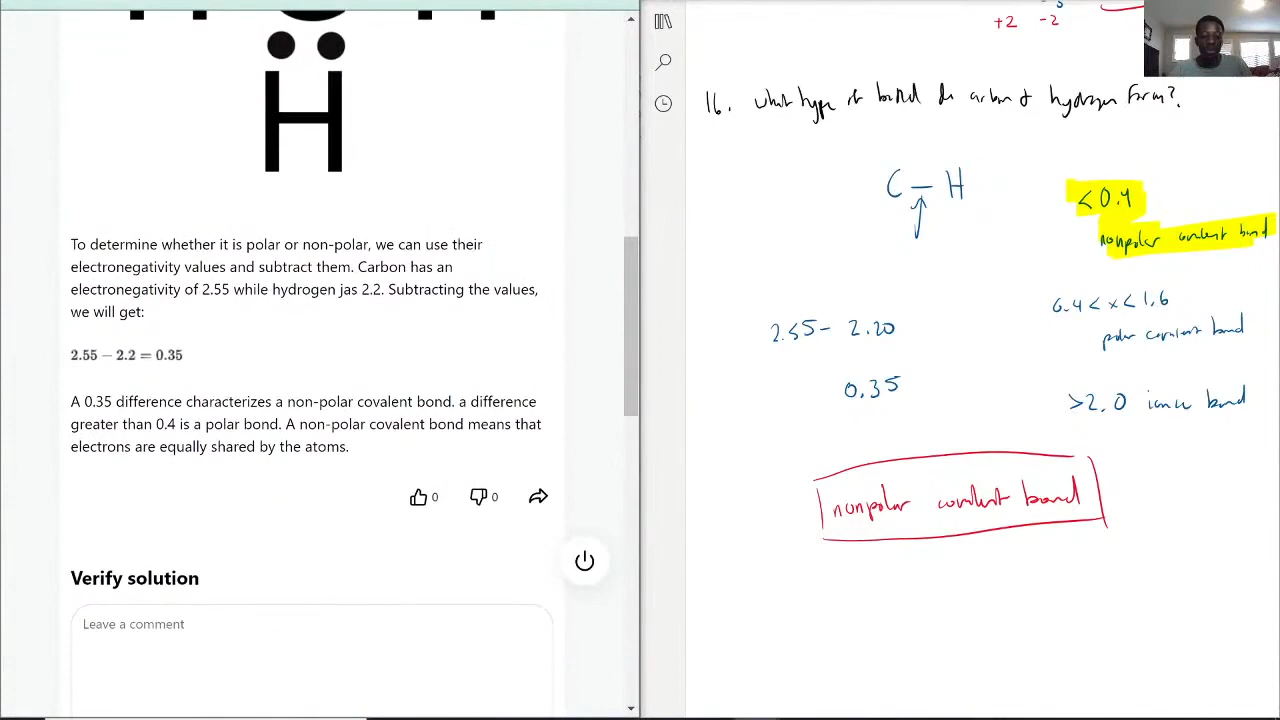 H
To determine whether it is polar or non-polar, we can use their
electronegativity values and subtract them. Carbon has an
electronegativity of 2.55 while hydrogen jas 2.2. Subtracting the values,
we will get:
2.55 − 2.2 = 0.35
A 0.35 difference characterizes a non-polar covalent bond. a difference
greater than 0.4 is a polar bond. A non-polar covalent bond means that
electrons are equally shared by the atoms.
0 0
Verify solution
Leave a comment
+2 -2
16. What type of bond do carbon & hydrogen form?
C — H
<0.4
nonpolar covalent bond
0.4 < x < 1.6
polar covalent bond
2.55 - 2.20
0.35
>2.0 ionic bond
nonpolar covalent bond